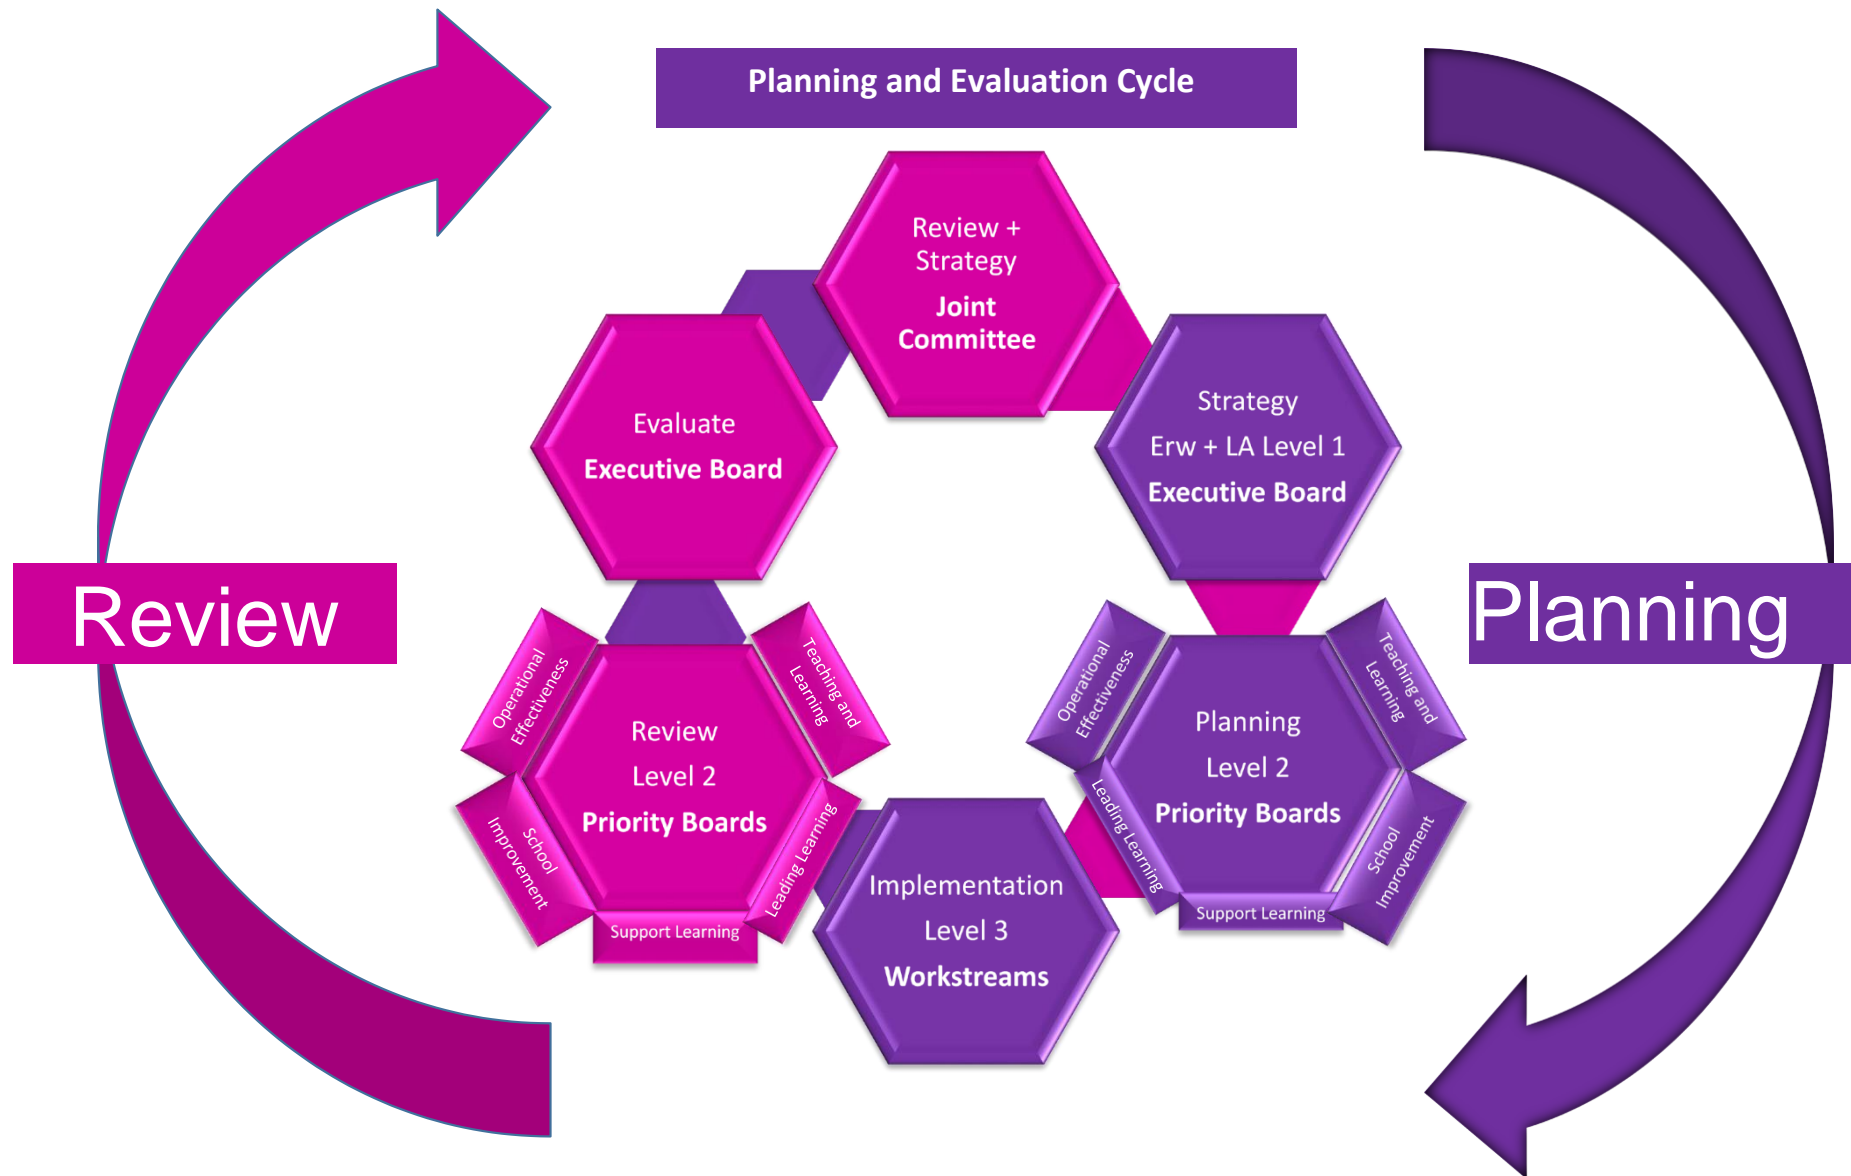 Planning and Evaluation Cycle
Review +
Strategy
Joint
Committee
Evaluate
Executive Board
Strategy
Erw + LA Level 1
Executive Board
Review
Planning
Operational
Effectiveness
Teaching and
Learning
Review
Level 2
Priority Boards
School
Improvement
Leading Learning
Support Learning
Operational
Effectiveness
Teaching and
Learning
Planning
Level 2
Priority Boards
Leading Learning
School
Improvement
Support Learning
Implementation
Level 3
Workstreams